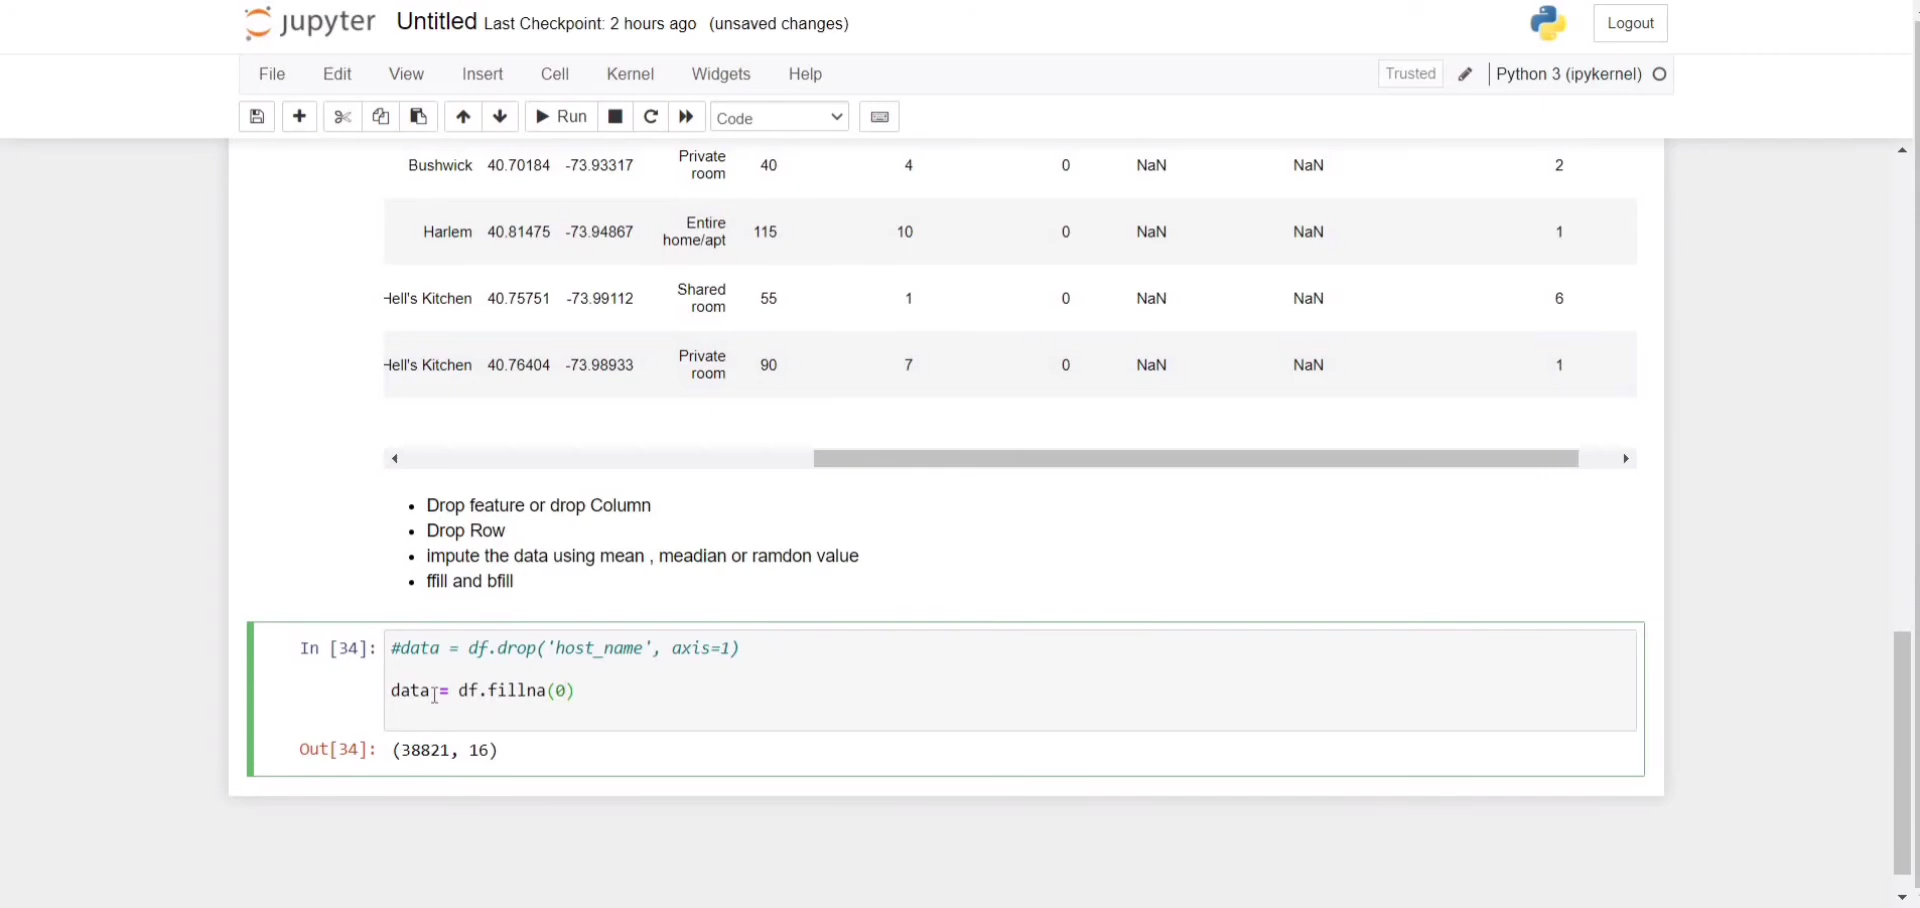 jupyter Untitled Last Checkpoint: 2 hours ago (unsaved changes) Logout
File Edit View Insert Cell Kernel Widgets Help Trusted Python 3 (ipykernel)
Run Code
Bushwick 40.70184 -73.93317 Private room 40 4 0 NaN NaN 2
Harlem 40.81475 -73.94867 Entire home/apt 115 10 0 NaN NaN 1
Hell's Kitchen 40.75751 -73.99112 Shared room 55 1 0 NaN NaN 6
Hell's Kitchen 40.76404 -73.98933 Private room 90 7 0 NaN NaN 1
• Drop feature or drop Column
• Drop Row
• impute the data using mean , meadian or ramdon value
• ffill and bfill
In [34]: #data = df.drop('host_name', axis=1)
data = df.fillna(0)
Out[34]: (38821, 16)